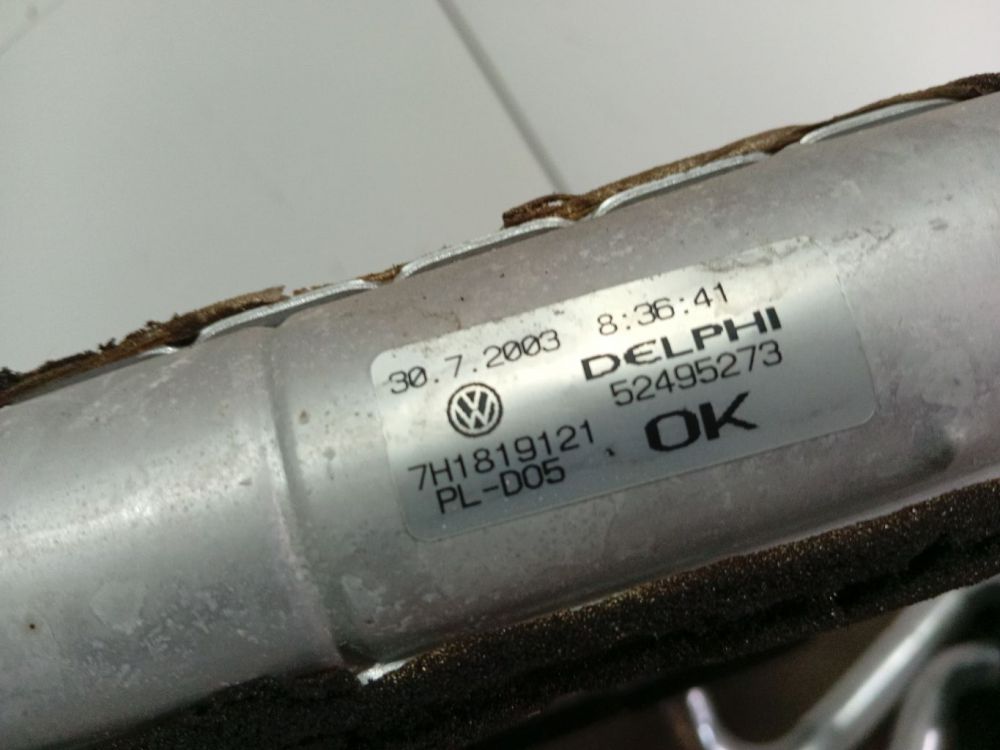 30.7.2003 8:36:41
DELPHI
52495273
7H1819121
PL-D05
OK